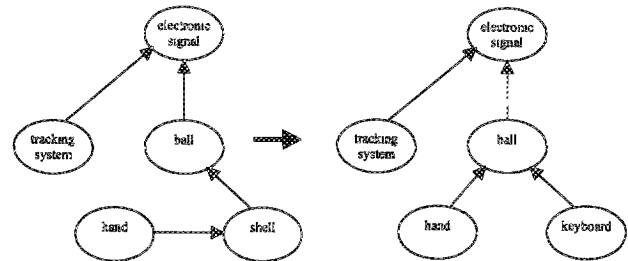 electronic
signal
electronic
signal
tracking
system
ball
tracking
system
ball
hand
shell
hand
keyboard